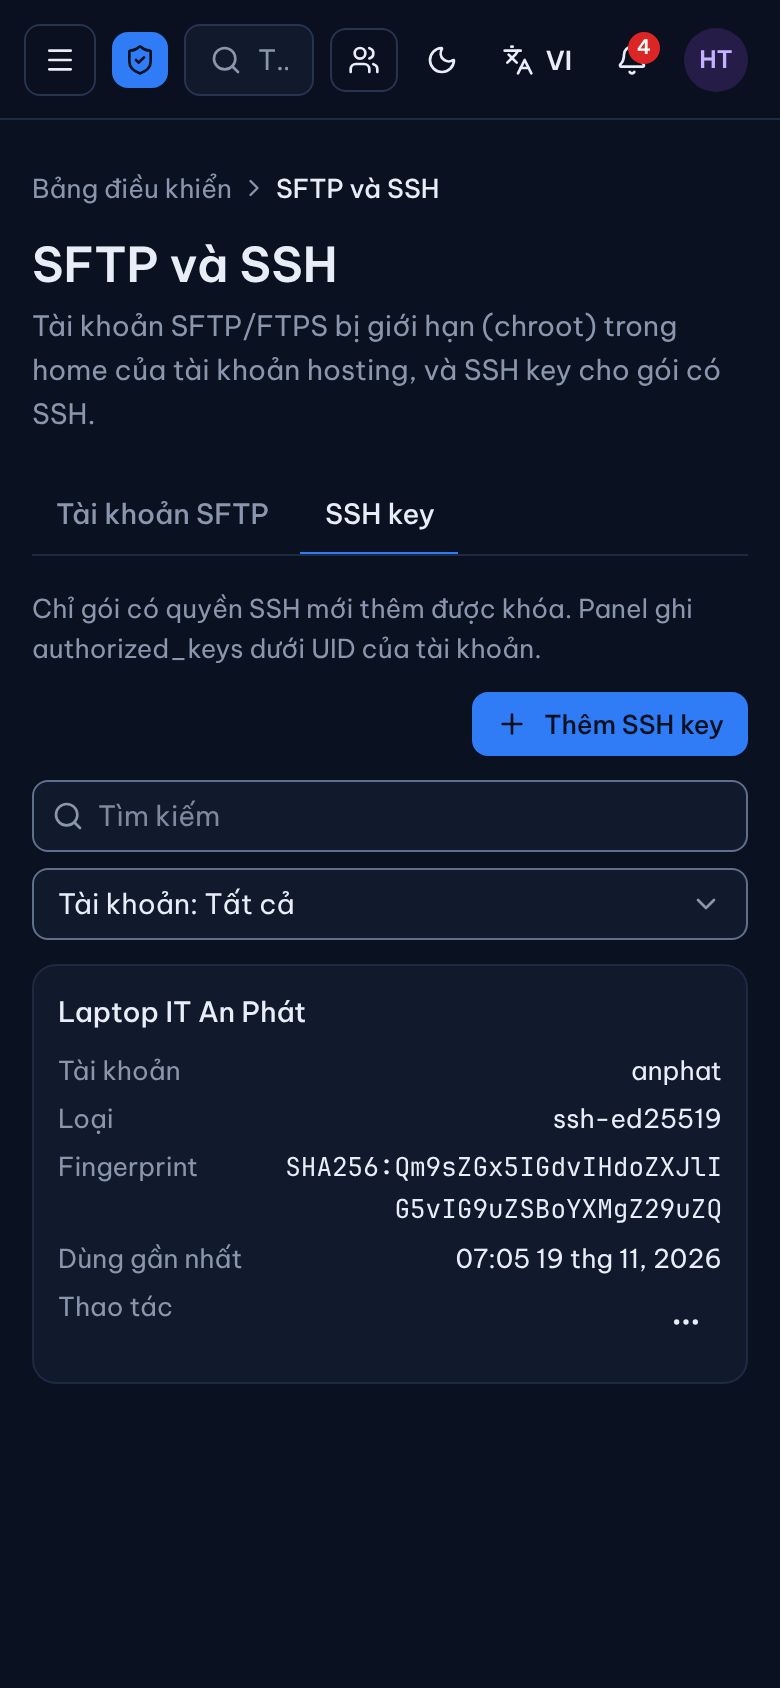 T..
VI
4
HT
Bảng điều khiển > SFTP và SSH
SFTP và SSH
Tài khoản SFTP/FTPS bị giới hạn (chroot) trong
home của tài khoản hosting, và SSH key cho gói có
SSH.
Tài khoản SFTP
SSH key
Chỉ gói có quyền SSH mới thêm được khóa. Panel ghi
authorized_keys dưới UID của tài khoản.
Thêm SSH key
Tìm kiếm
Tài khoản: Tất cả
Laptop IT An Phát
Tài khoản anphat
Loại ssh-ed25519
Fingerprint SHA256:Qm9sZGx5IGdvIHdoZXJlI
G5vIG9uZSBoYXMgZ29uZQ
Dùng gần nhất 07:05 19 thg 11, 2026
Thao tác